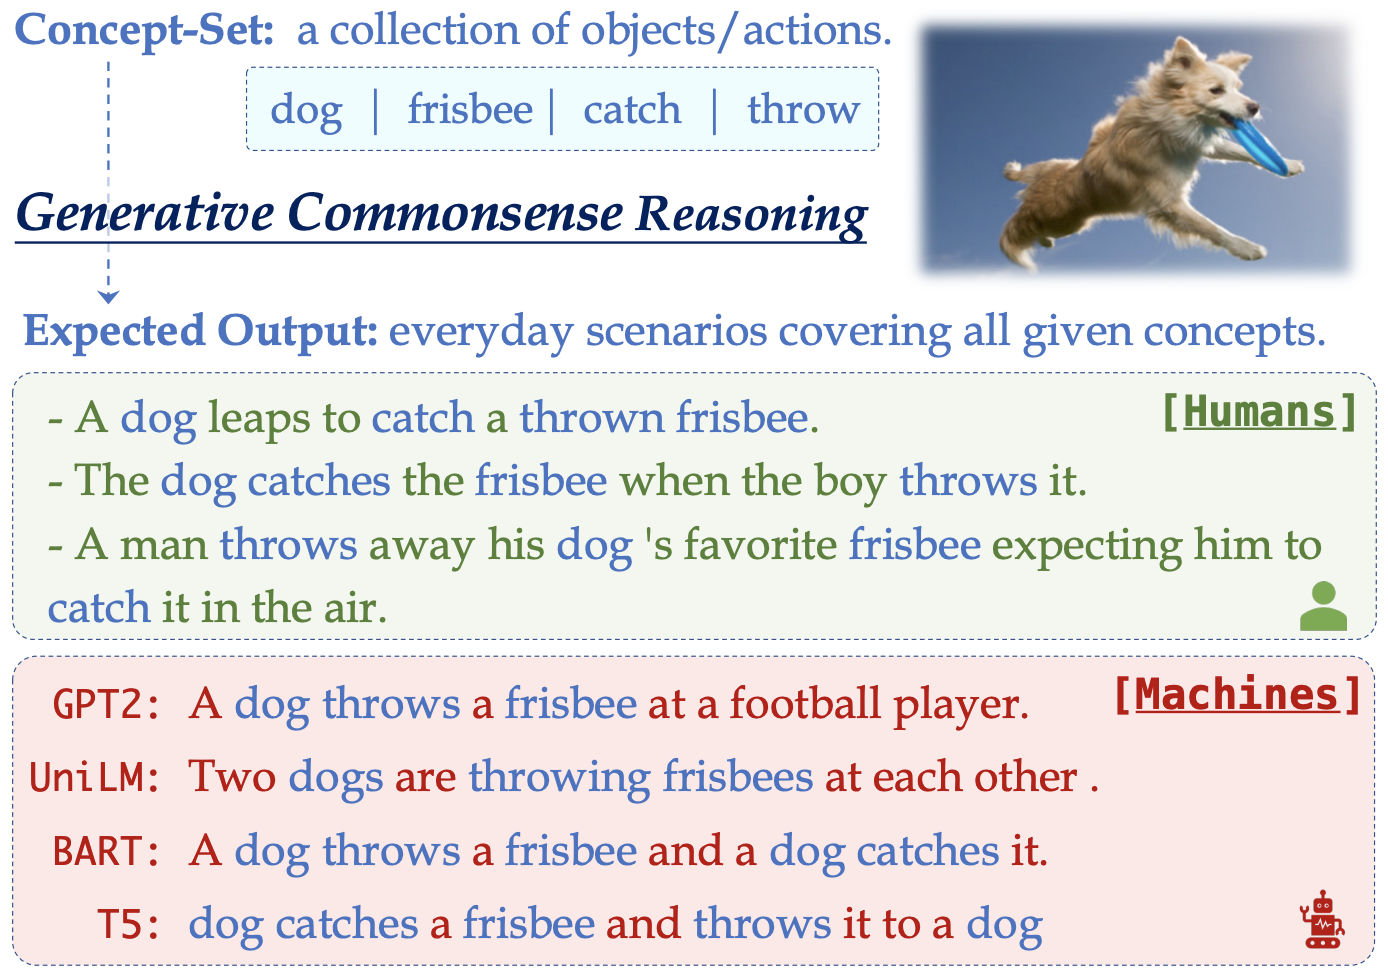 Concept-Set: a collection of objects/actions.
dog | frisbee | catch | throw
Generative Commonsense Reasoning
Expected Output: everyday scenarios covering all given concepts.
[Humans]
- A dog leaps to catch a thrown frisbee.
- The dog catches the frisbee when the boy throws it.
- A man throws away his dog 's favorite frisbee expecting him to
catch it in the air.
[Machines]
GPT2: A dog throws a frisbee at a football player.
UniLM: Two dogs are throwing frisbees at each other .
BART: A dog throws a frisbee and a dog catches it.
T5: dog catches a frisbee and throws it to a dog